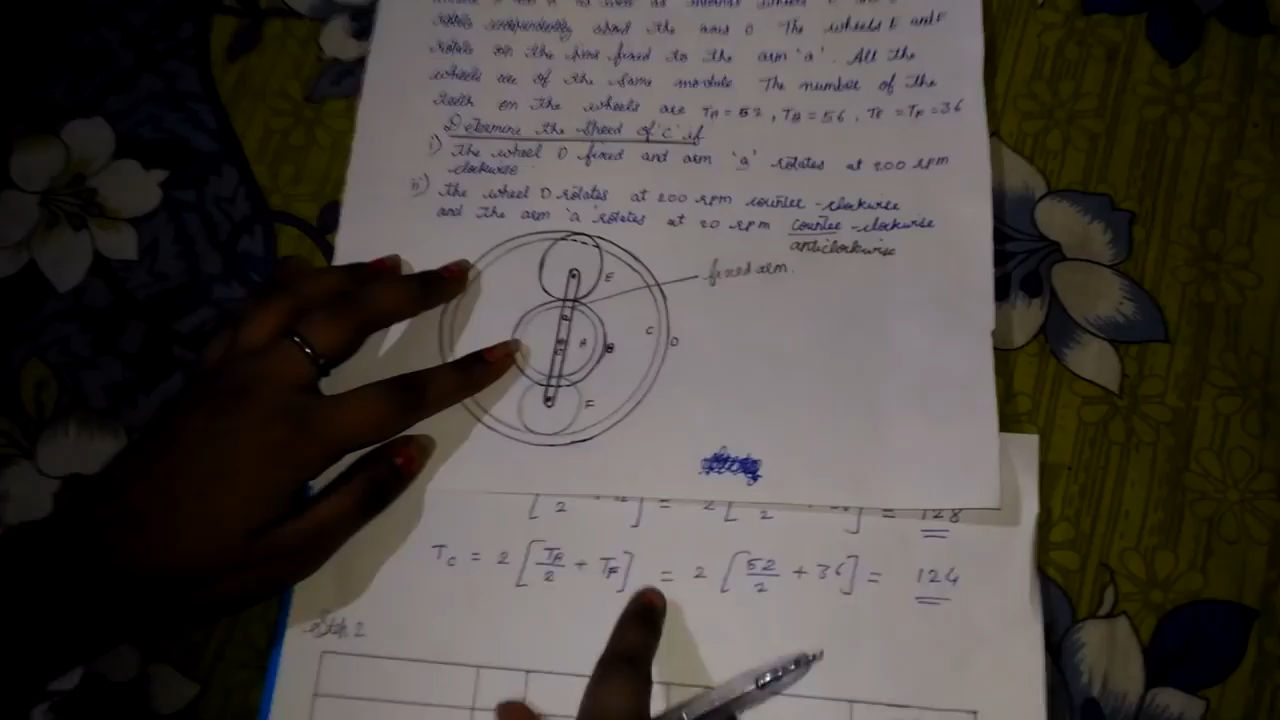 rotates independently about the axis O The wheels E and F
rotate on the pins fixed to the arm 'a'. All the
wheels are of the same module. The number of the
teeth on the wheels are TA = 52, TB = 56, TE = TF = 36
Determine the speed of 'C' if
i) The wheel D fixed and arm 'a' rotates at 200 rpm
clockwise
ii) The wheel D rotates at 200 rpm counter-clockwise
and the arm 'a' rotates at 20 rpm counter-clockwise
anticlockwise
fixed arm.
E
a
C
A
B
D
F
= 128
TC = 2 [TA/2 + TF] = 2 [52/2 + 36] = 124
Step 2